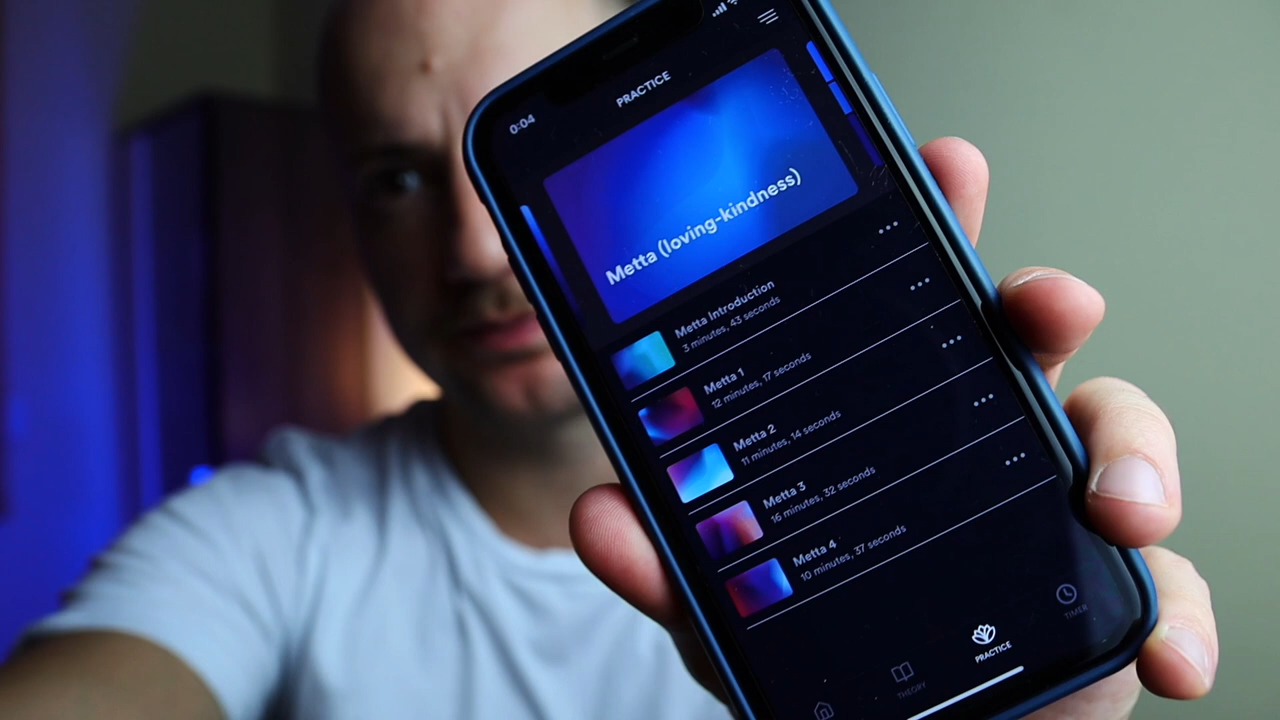 0:04
PRACTICE
Metta (loving-kindness)
Metta Introduction
3 minutes, 43 seconds
Metta 1
12 minutes, 17 seconds
Metta 2
11 minutes, 14 seconds
Metta 3
16 minutes, 32 seconds
Metta 4
10 minutes, 37 seconds
THEORY
PRACTICE
TIMER